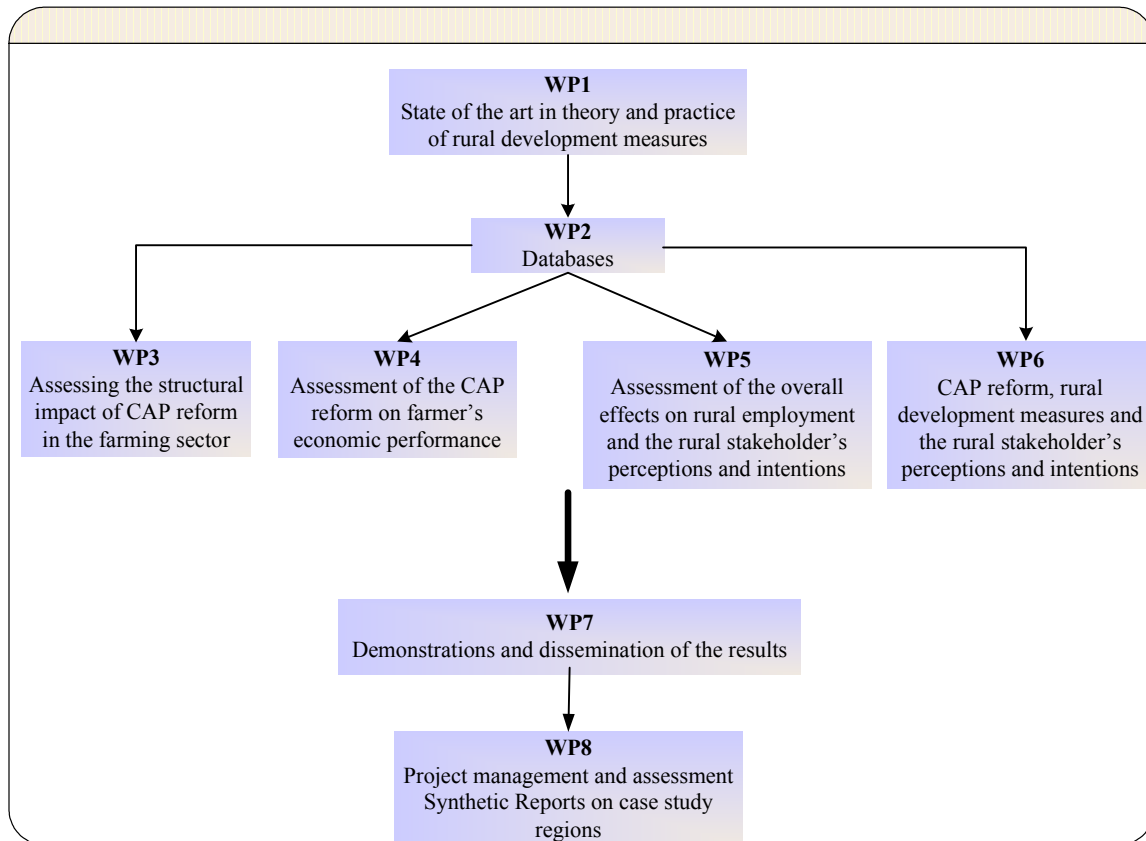 WP1
State of the art in theory and practice
of rural development measures
WP2
Databases
WP3
Assessing the structural
impact of CAP reform
in the farming sector
WP4
Assessment of the CAP
reform on farmer's
economic performance
WP5
Assessment of the overall
effects on rural employment
and the rural stakeholder's
perceptions and intentions
WP6
CAP reform, rural
development measures and
the rural stakeholder's
perceptions and intentions
WP7
Demonstrations and dissemination of the results
WP8
Project management and assessment
Synthetic Reports on case study
regions